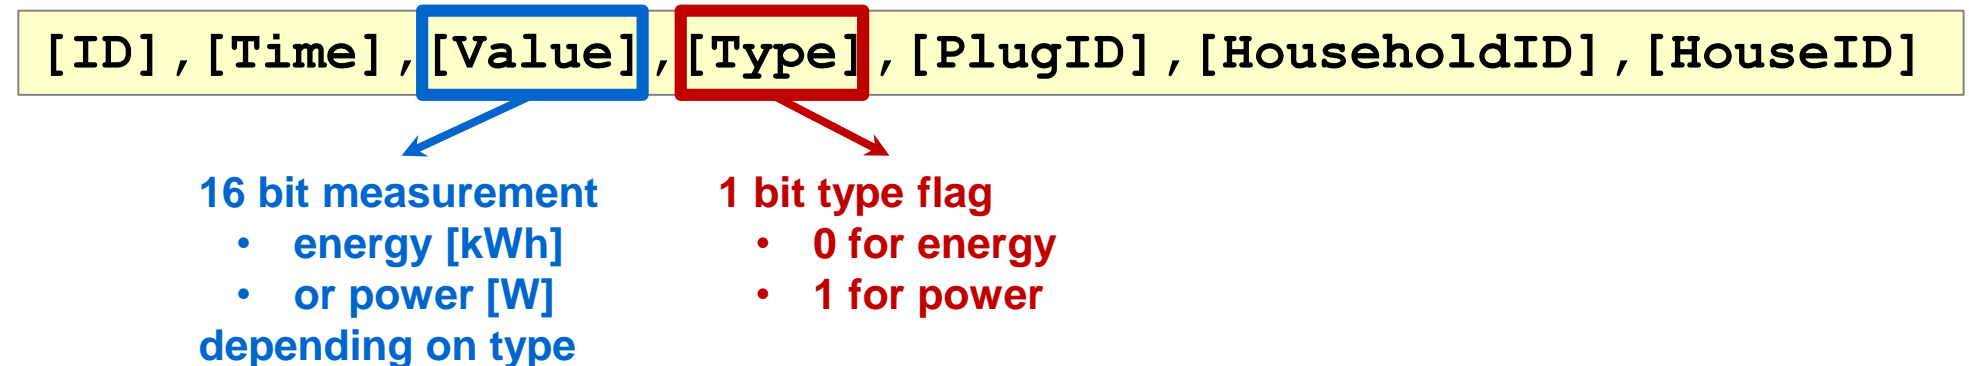 [ID],[Time],[Value],[Type],[PlugID],[HouseholdID],[HouseID]
16 bit measurement
• energy [kWh]
• or power [W]
depending on type
1 bit type flag
• 0 for energy
• 1 for power